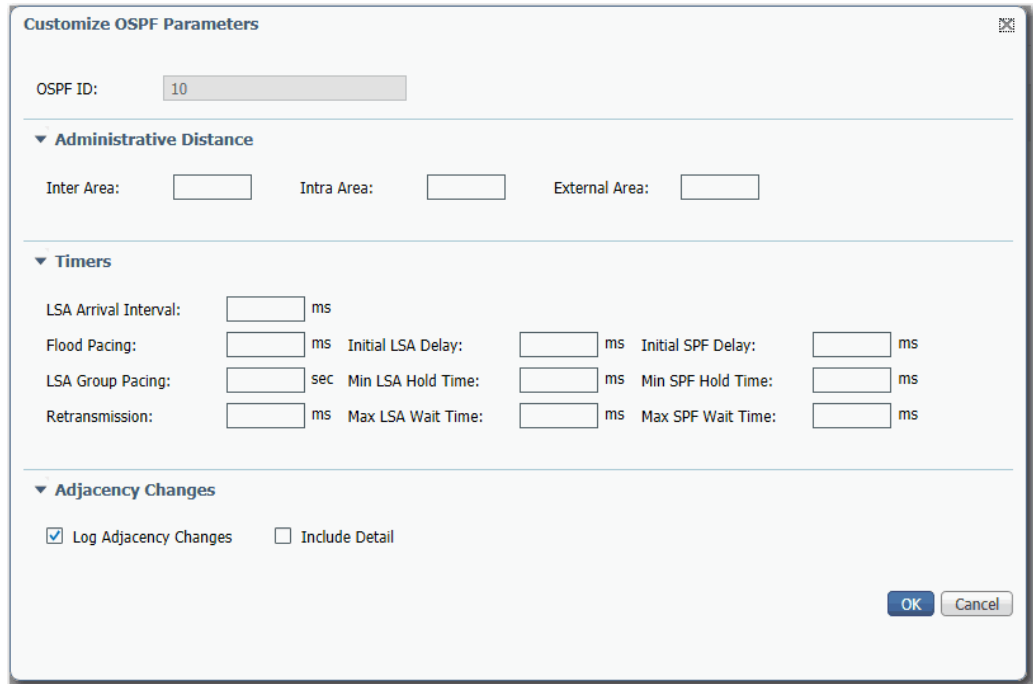 Customize OSPF Parameters
OSPF ID: 10
Administrative Distance
Inter Area: Intra Area: External Area:
Timers
LSA Arrival Interval: ms
Flood Pacing: ms Initial LSA Delay: ms Initial SPF Delay: ms
LSA Group Pacing: sec Min LSA Hold Time: ms Min SPF Hold Time: ms
Retransmission: ms Max LSA Wait Time: ms Max SPF Wait Time: ms
Adjacency Changes
Log Adjacency Changes Include Detail
OK Cancel